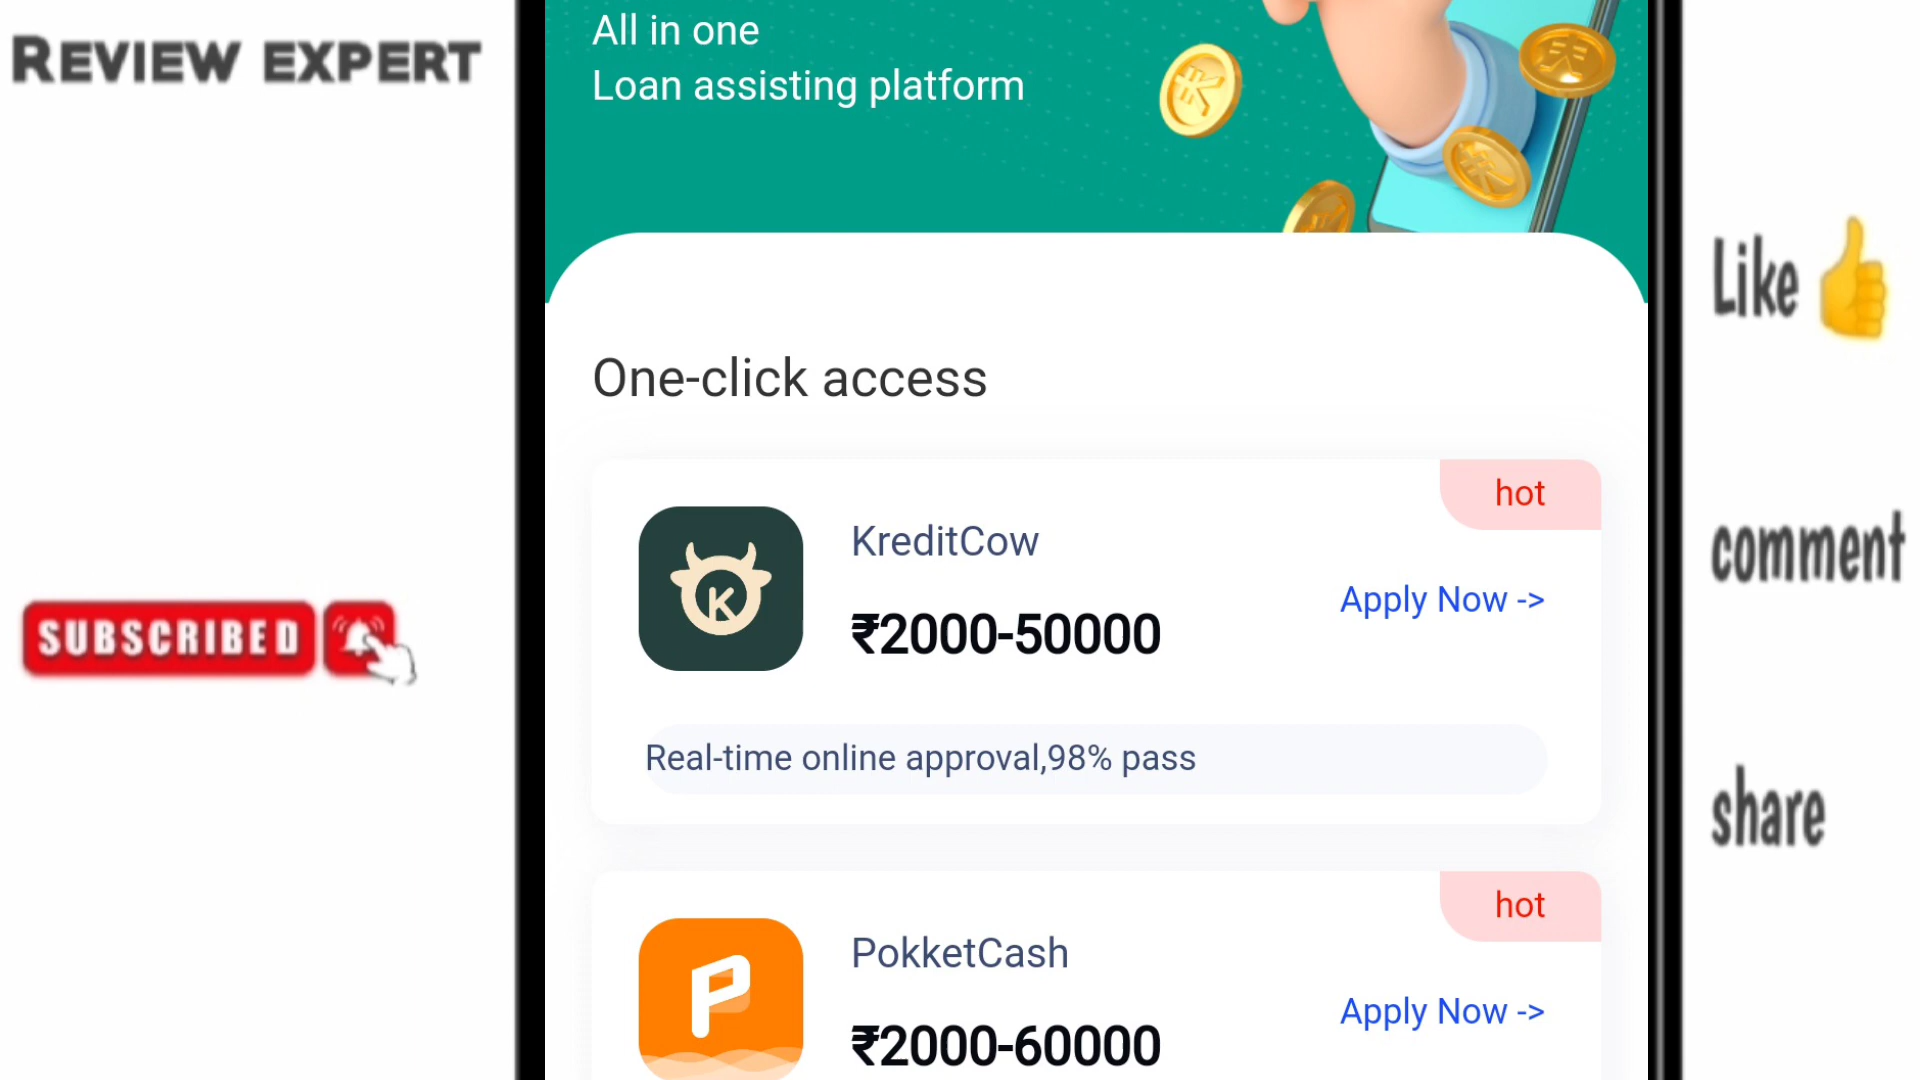 REVIEW EXPERT
All in one
Loan assisting platform
Like
One-click access
hot
KreditCow
Apply Now ->
₹2000-50000
comment
SUBSCRIBED
Real-time online approval,98% pass
share
hot
PokketCash
Apply Now ->
₹2000-60000